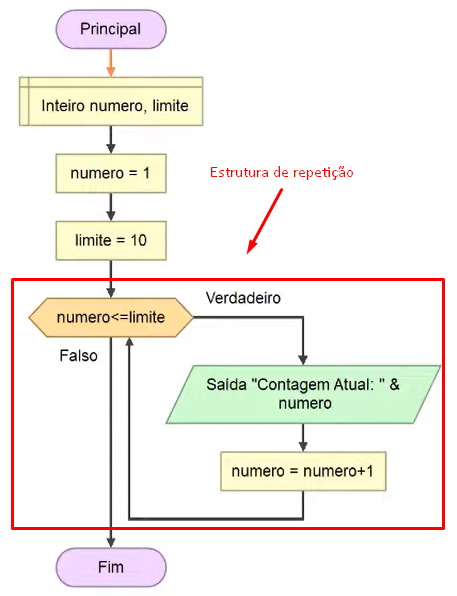 Principal
Inteiro numero, limite
numero = 1
Estrutura de repetição
limite = 10
numero<=limite
Verdadeiro
Falso
Saída "Contagem Atual: " &
numero
numero = numero+1
Fim